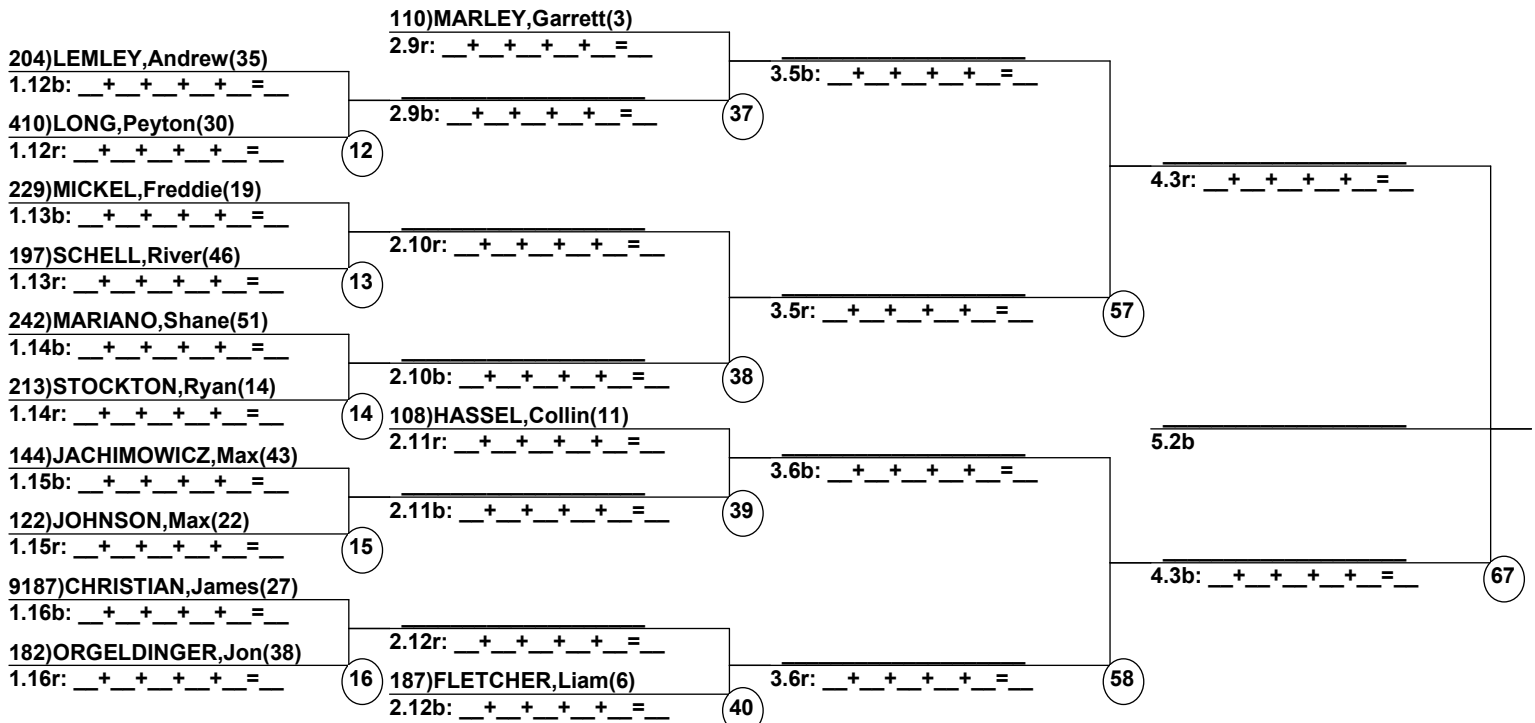 110)MARLEY,Garrett(3)
2.9r: __+__+__+__+__=__
204)LEMLEY,Andrew(35)
1.12b: __+__+__+__+__=__
3.5b: __+__+__+__+__=__
2.9b: __+__+__+__+__=__
37
410)LONG,Peyton(30)
1.12r: __+__+__+__+__=__
12
4.3r: __+__+__+__+__=__
229)MICKEL,Freddie(19)
1.13b: __+__+__+__+__=__
2.10r: __+__+__+__+__=__
197)SCHELL,River(46)
1.13r: __+__+__+__+__=__
13
3.5r: __+__+__+__+__=__
57
242)MARIANO,Shane(51)
1.14b: __+__+__+__+__=__
2.10b: __+__+__+__+__=__
38
213)STOCKTON,Ryan(14)
1.14r: __+__+__+__+__=__
14
108)HASSEL,Collin(11)
2.11r: __+__+__+__+__=__
5.2b
144)JACHIMOWICZ,Max(43)
1.15b: __+__+__+__+__=__
3.6b: __+__+__+__+__=__
2.11b: __+__+__+__+__=__
39
122)JOHNSON,Max(22)
1.15r: __+__+__+__+__=__
15
4.3b: __+__+__+__+__=__
67
9187)CHRISTIAN,James(27)
1.16b: __+__+__+__+__=__
2.12r: __+__+__+__+__=__
182)ORGELDINGER,Jon(38)
1.16r: __+__+__+__+__=__
16
187)FLETCHER,Liam(6)
2.12b: __+__+__+__+__=__
40
3.6r: __+__+__+__+__=__
58